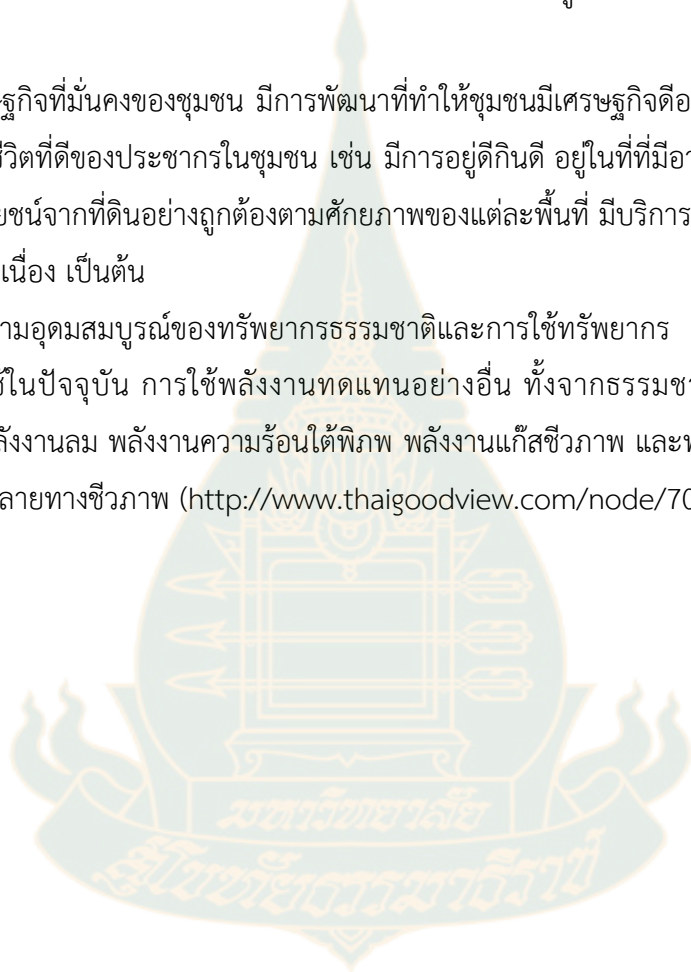 ฐกิจที่มั่นคงของชุมชน มีการพัฒนาที่ทำให้ชุมชนมีเศรษฐกิจดีอ
ชีวิตที่ดีของประชากรในชุมชน เช่น มีการอยู่ดีกินดี อยู่ในที่ที่มีอา
ยชน์จากที่ดินอย่างถูกต้องตามศักยภาพของแต่ละพื้นที่ มีบริการ
เนื่อง เป็นต้น
ามอุดมสมบูรณ์ของทรัพยากรธรรมชาติและการใช้ทรัพยากร
ช้ในปัจจุบัน การใช้พลังงานทดแทนอย่างอื่น ทั้งจากธรรมชา
ลังงานลม พลังงานความร้อนใต้พิภพ พลังงานแก๊สชีวภาพ และพ
ลายทางชีวภาพ (http://www.thaigoodview.com/node/70
มหาวิทยาลัย
สุโขทัยธรรมาธิราช